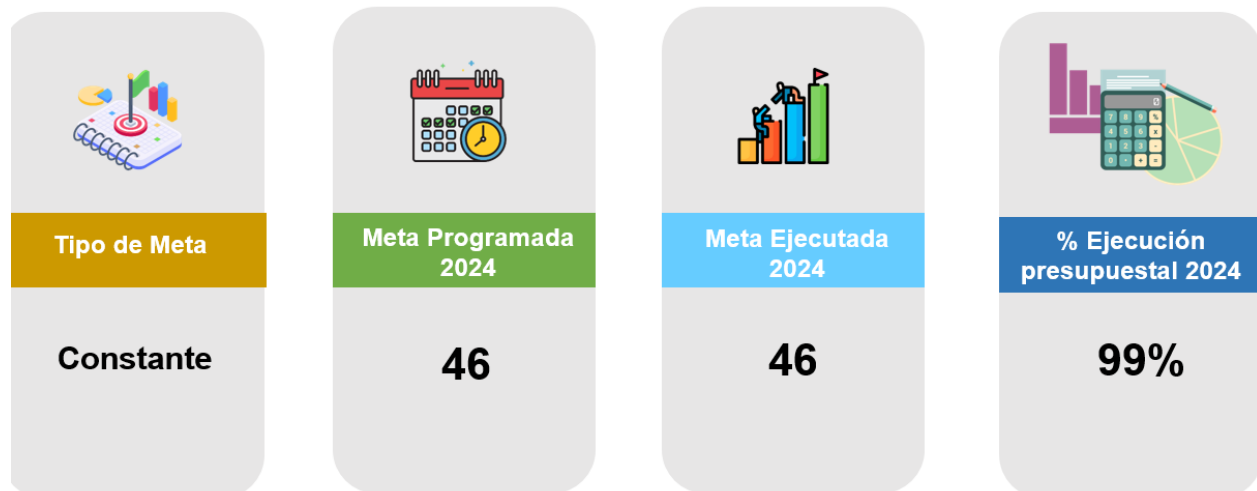 Tipo de Meta
Constante
Meta Programada
2024
46
Meta Ejecutada
2024
46
% Ejecución
presupuestal 2024
99%